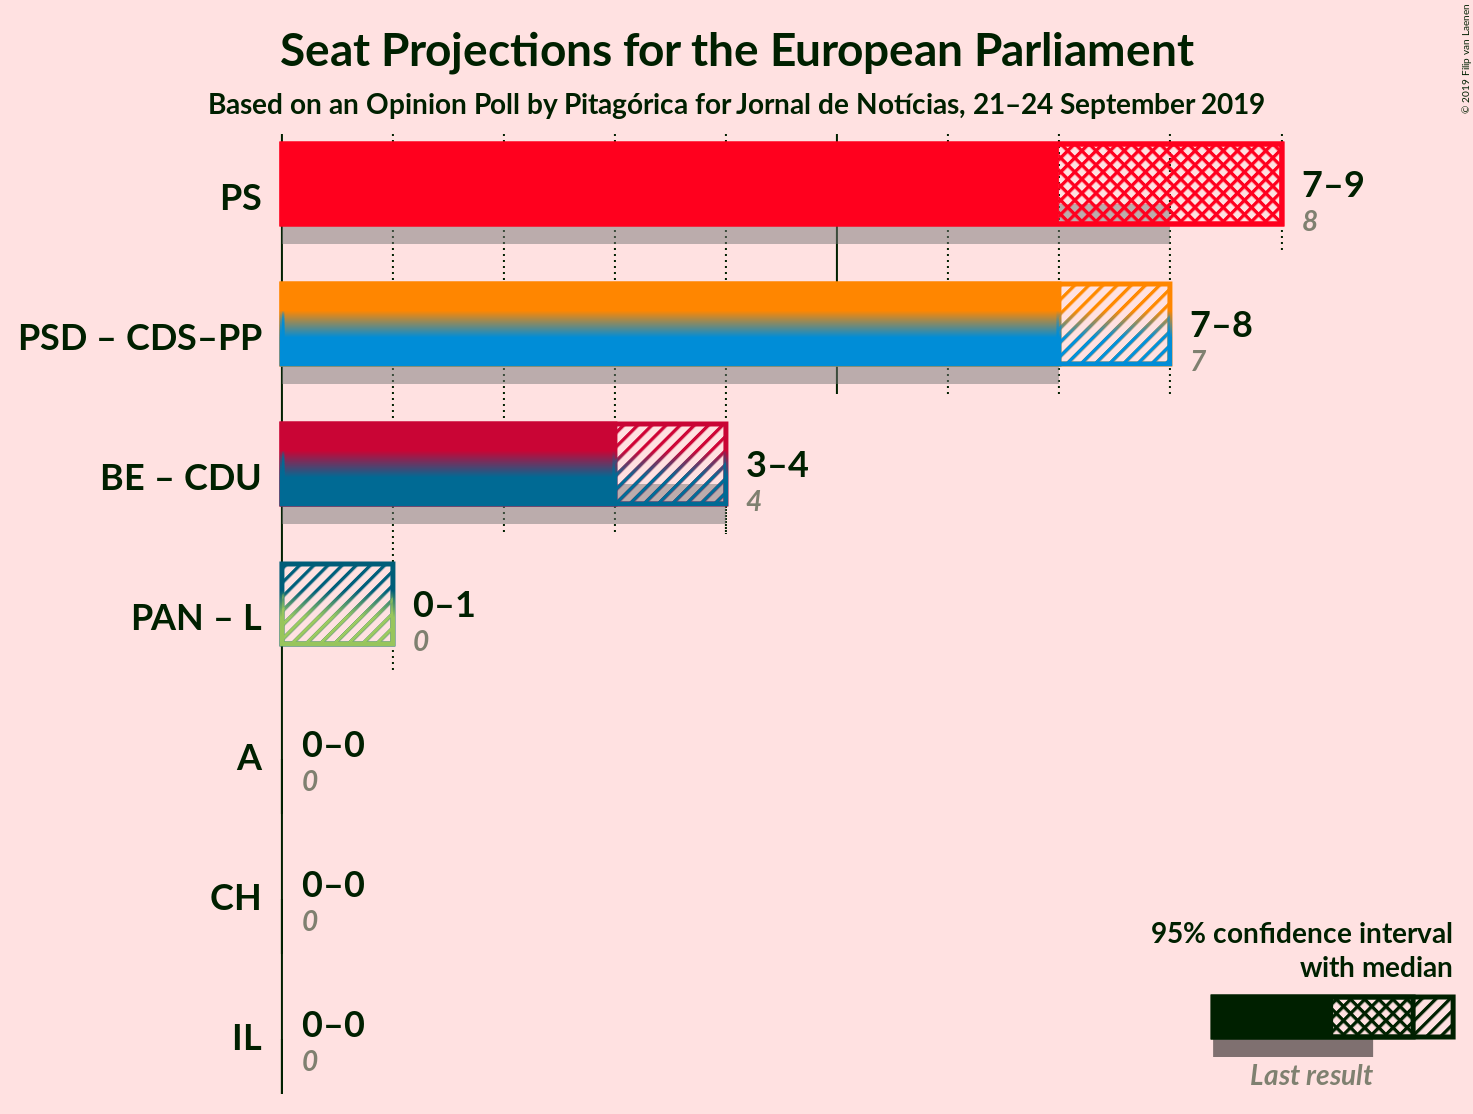 Seat Projections for the European Parliament
Based on an Opinion Poll by Pitagórica for Jornal de Notícias, 21–24 September 2019
© 2019 Filip van Laenen
PS
7–9
8
PSD – CDS–PP
7–8
7
BE – CDU
3–4
4
PAN – L
0–1
0
A
0–0
0
CH
0–0
0
IL
0–0
0
95% confidence interval
with median
Last result